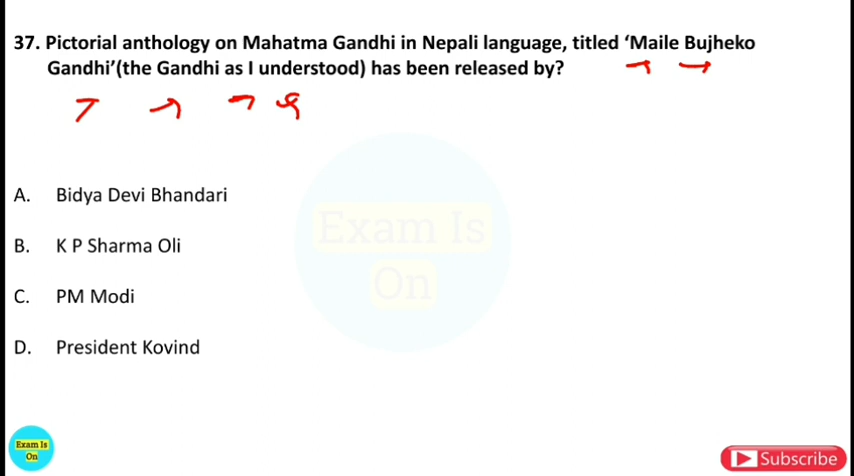 37. Pictorial anthology on Mahatma Gandhi in Nepali language, titled ‘Maile Bujheko
Gandhi’(the Gandhi as I understood) has been released by?
A. Bidya Devi Bhandari
B. K P Sharma Oli
C. PM Modi
D. President Kovind
Exam Is
On
Exam Is
On
Subscribe